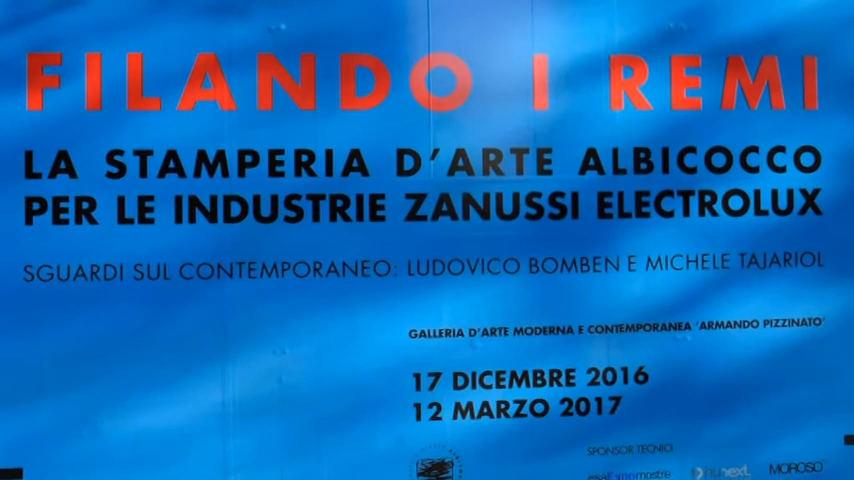 FILANDO I REMI
LA STAMPERIA D'ARTE ALBICOCCO
PER LE INDUSTRIE ZANUSSI ELECTROLUX
SGUARDI SUL CONTEMPORANEO: LUDOVICO BOMBEN E MICHELE TAJARIOL
GALLERIA D'ARTE MODERNA E CONTEMPORANEA 'ARMANDO PIZZINATO'
17 DICEMBRE 2016
12 MARZO 2017
SPONSOR TECNICI
MOROSO